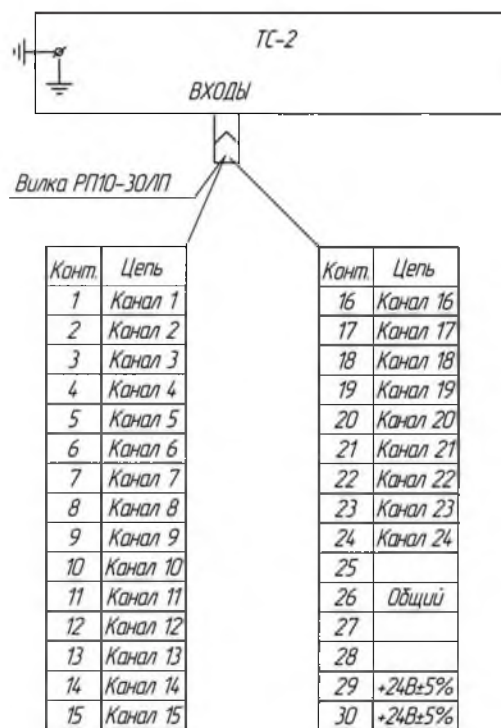 ТС-2
ВХОДЫ
Вилка РП10-30ЛП
Конт. Цепь
1 Канал 1
2 Канал 2
3 Канал 3
4 Канал 4
5 Канал 5
6 Канал 6
7 Канал 7
8 Канал 8
9 Канал 9
10 Канал 10
11 Канал 11
12 Канал 12
13 Канал 13
14 Канал 14
15 Канал 15
Конт. Цепь
16 Канал 16
17 Канал 17
18 Канал 18
19 Канал 19
20 Канал 20
21 Канал 21
22 Канал 22
23 Канал 23
24 Канал 24
25
26 Общий
27
28
29 +24В±5%
30 +24В±5%